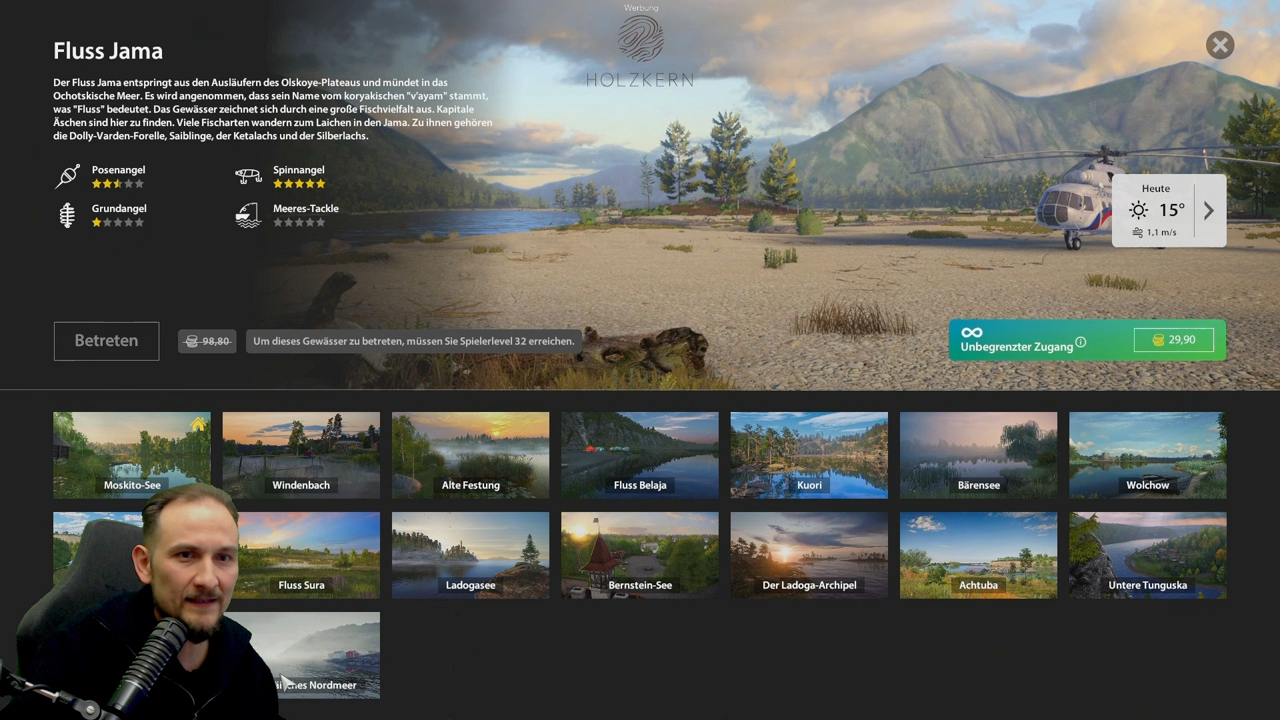 Werbung
HOLZKERN
Fluss Jama
Der Fluss Jama entspringt aus den Ausläufern des Olskoye-Plateaus und mündet in das
Ochotskische Meer. Es wird angenommen, dass sein Name vom koryakischen "v'ayam" stammt,
was "Fluss" bedeutet. Das Gewässer zeichnet sich durch eine große Fischvielfalt aus. Kapitale
Äschen sind hier zu finden. Viele Fischarten wandern zum Laichen in den Jama. Zu ihnen gehören
die Dolly-Varden-Forelle, Saiblinge, der Ketalachs und der Silberlachs.
Posenangel
Spinnangel
Grundangel
Meeres-Tackle
Heute
15°
1,1 m/s
Betreten
98,80
Um dieses Gewässer zu betreten, müssen Sie Spielerlevel 32 erreichen.
Unbegrenzter Zugang
29,90
Moskito-See
Windenbach
Alte Festung
Fluss Belaja
Kuori
Bärensee
Wolchow
Fluss Sura
Ladogasee
Bernstein-See
Der Ladoga-Archipel
Achtuba
Untere Tunguska
Nordmeer